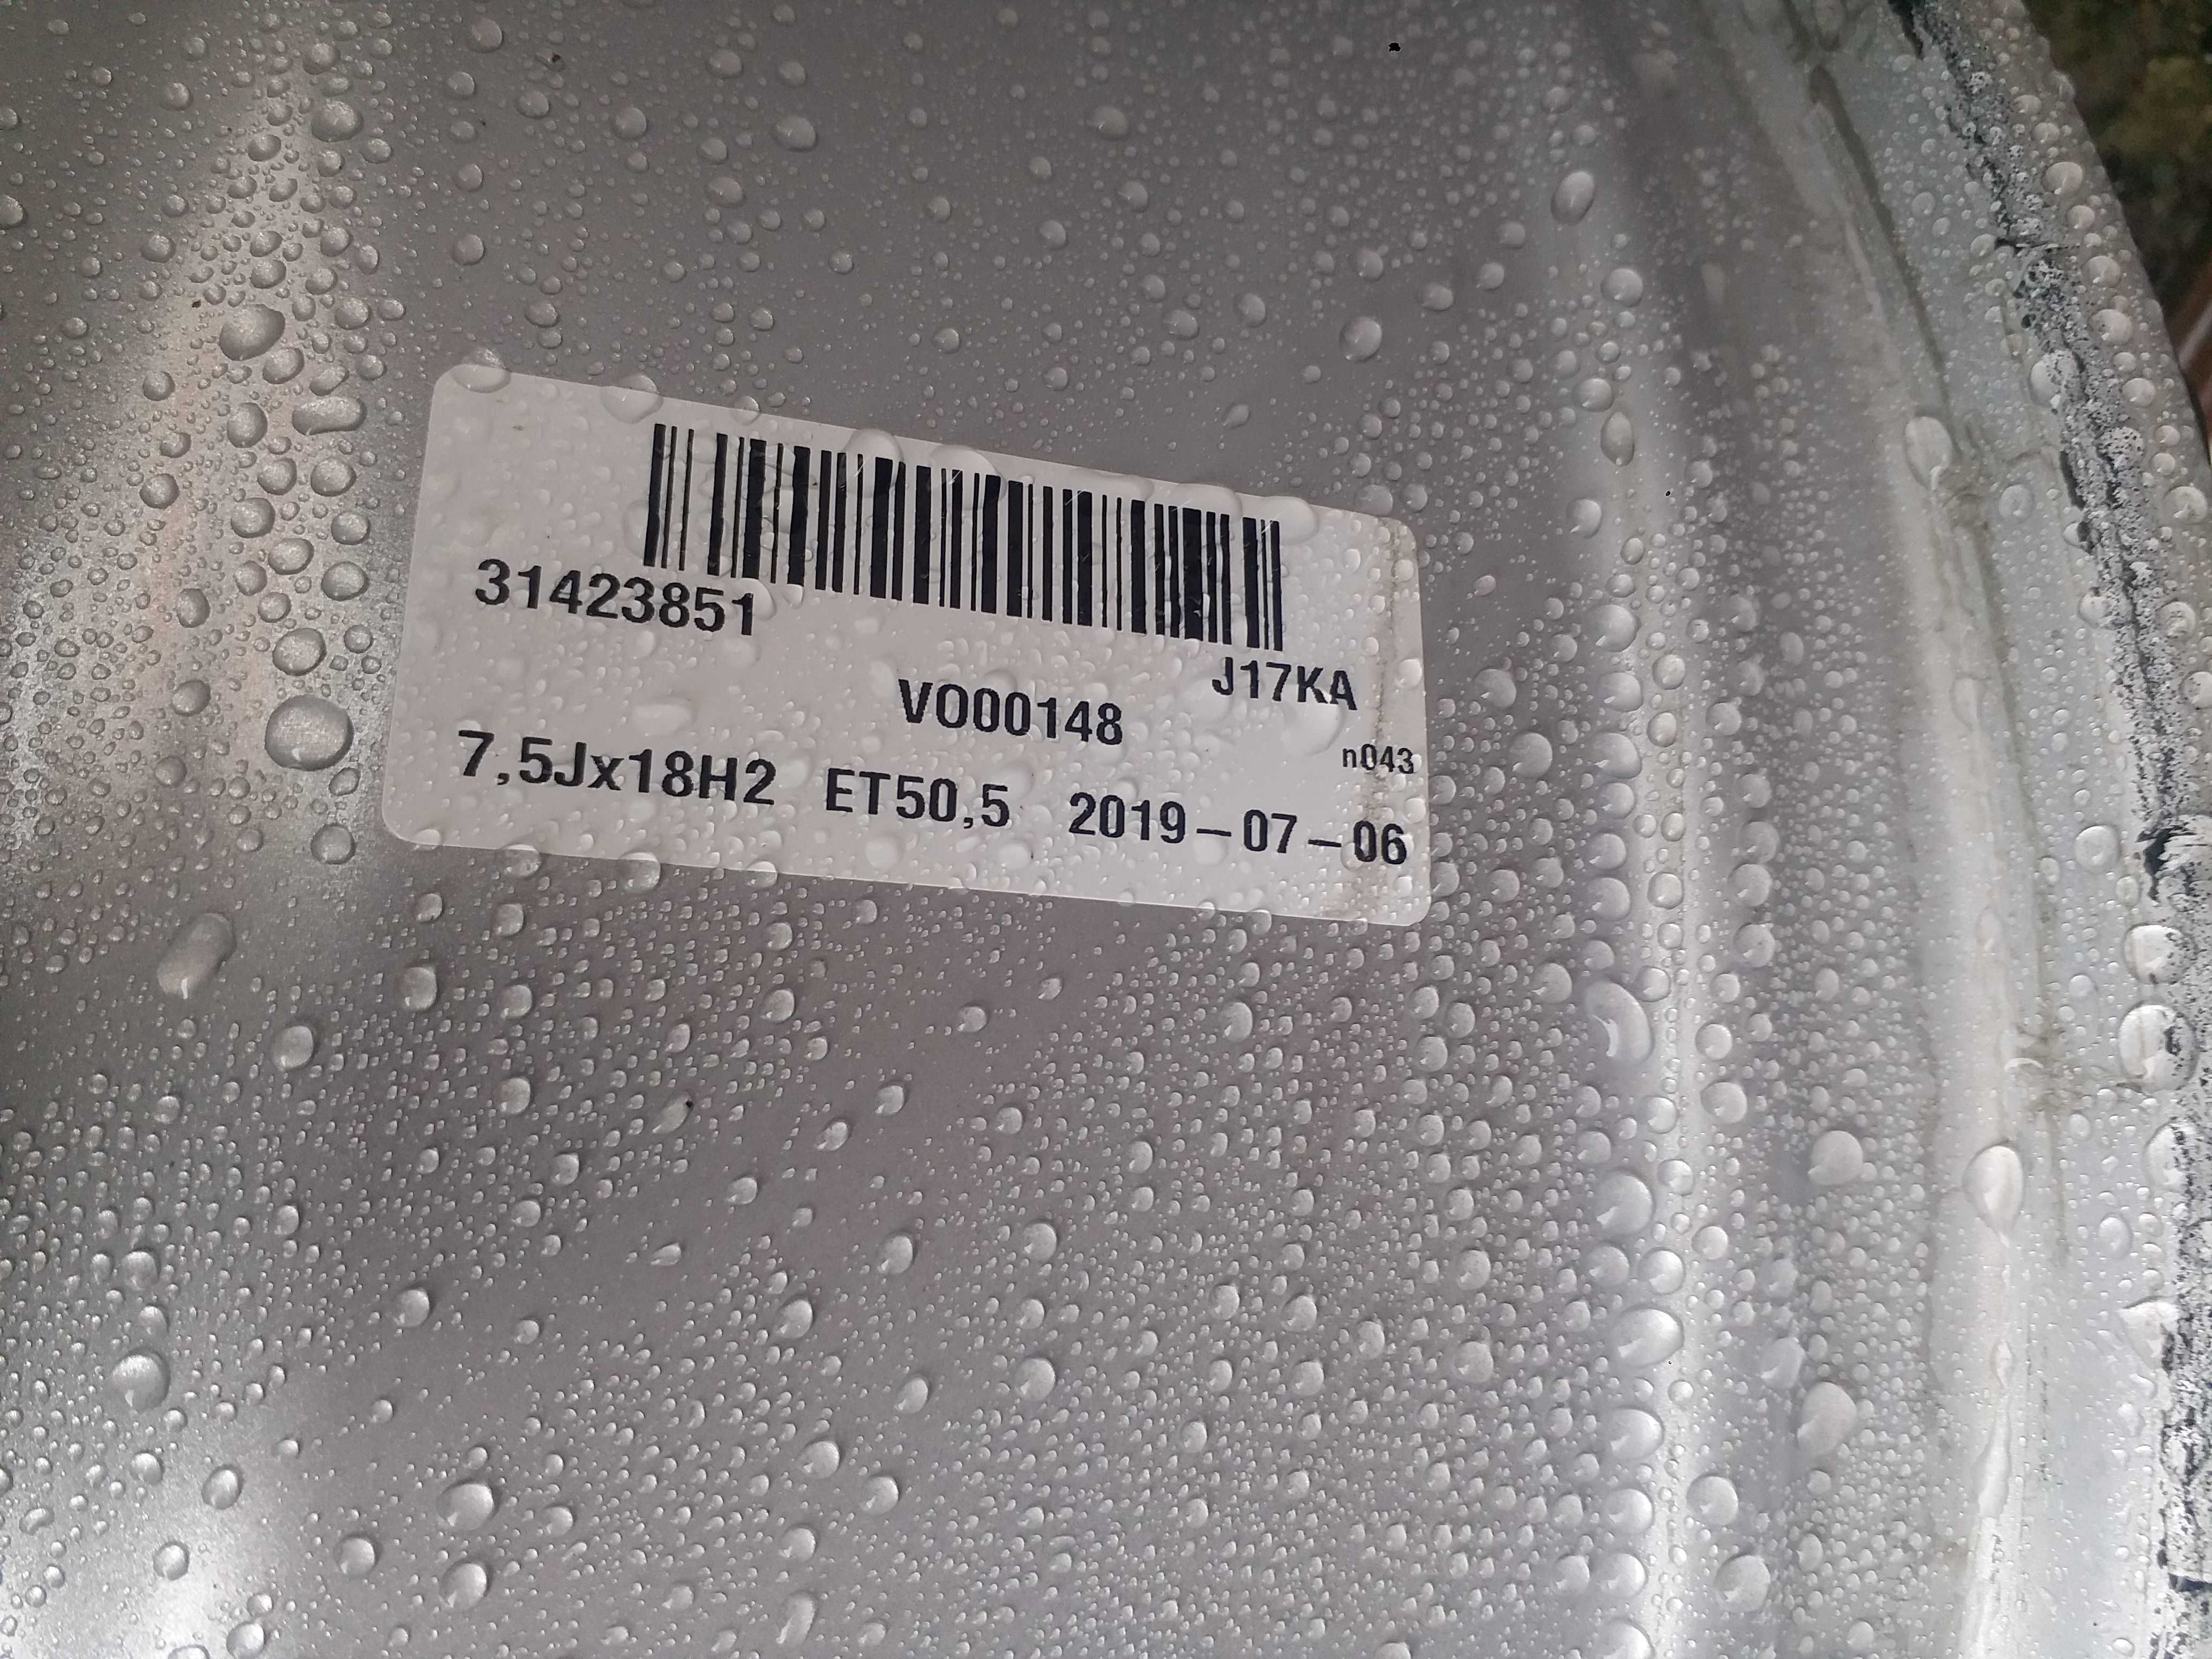 31423851
J17KA
VO00148
n043
7,5Jx18H2 ET50,5 2019-07-06